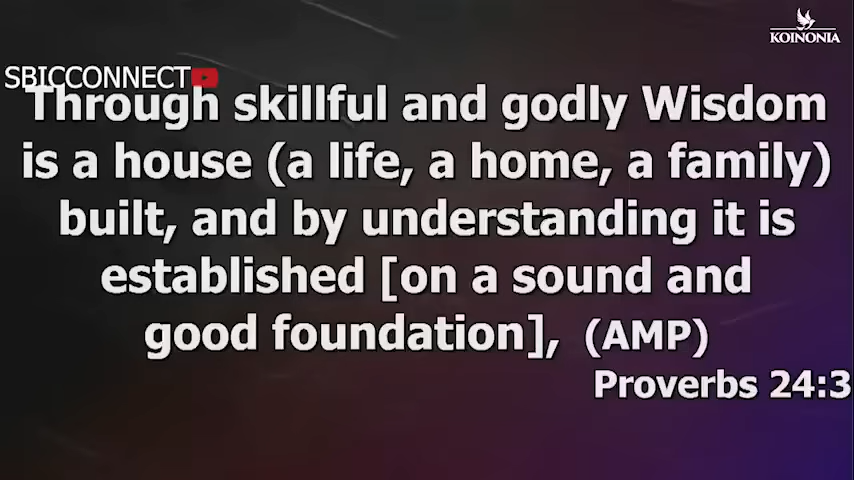 KOINONIA
SBICCONNECT
Through skillful and godly Wisdom
is a house (a life, a home, a family)
built, and by understanding it is
established [on a sound and
good foundation], (AMP)
Proverbs 24:3